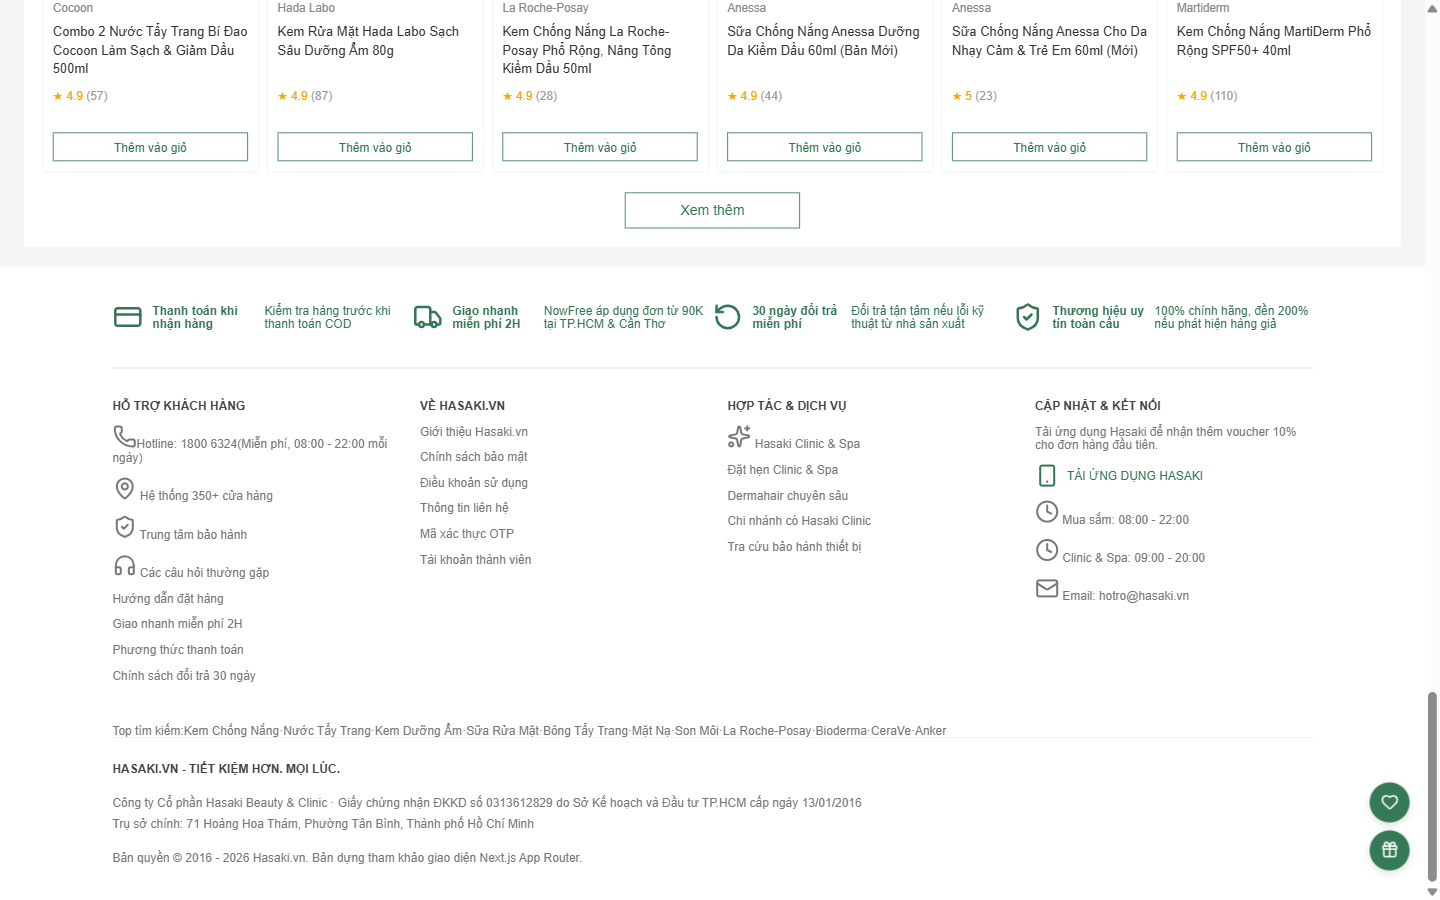 Cocoon
Combo 2 Nước Tẩy Trang Bí Đao
Cocoon Làm Sạch & Giảm Dầu
500ml
★ 4.9 (57)
Thêm vào giỏ
Hada Labo
Kem Rửa Mặt Hada Labo Sạch
Sâu Dưỡng Ẩm 80g
★ 4.9 (87)
Thêm vào giỏ
La Roche-Posay
Kem Chống Nắng La Roche-
Posay Phổ Rộng, Nâng Tông
Kiềm Dầu 50ml
★ 4.9 (28)
Thêm vào giỏ
Anessa
Sữa Chống Nắng Anessa Dưỡng
Da Kiềm Dầu 60ml (Bản Mới)
★ 4.9 (44)
Thêm vào giỏ
Anessa
Sữa Chống Nắng Anessa Cho Da
Nhạy Cảm & Trẻ Em 60ml (Mới)
★ 5 (23)
Thêm vào giỏ
Martiderm
Kem Chống Nắng MartiDerm Phổ
Rộng SPF50+ 40ml
★ 4.9 (110)
Thêm vào giỏ
Xem thêm
Thanh toán khi
nhận hàng
Kiểm tra hàng trước khi
thanh toán COD
Giao nhanh
miễn phí 2H
NowFree áp dụng đơn từ 90K
tại TP.HCM & Cần Thơ
30 ngày đổi trả
miễn phí
Đổi trả tận tâm nếu lỗi kỹ
thuật từ nhà sản xuất
Thương hiệu uy
tín toàn cầu
100% chính hãng, đền 200%
nếu phát hiện hàng giả
HỖ TRỢ KHÁCH HÀNG
Hotline: 1800 6324(Miễn phí, 08:00 - 22:00 mỗi
ngày)
Hệ thống 350+ cửa hàng
Trung tâm bảo hành
Các câu hỏi thường gặp
Hướng dẫn đặt hàng
Giao nhanh miễn phí 2H
Phương thức thanh toán
Chính sách đổi trả 30 ngày
VỀ HASAKI.VN
Giới thiệu Hasaki.vn
Chính sách bảo mật
Điều khoản sử dụng
Thông tin liên hệ
Mã xác thực OTP
Tài khoản thành viên
HỢP TÁC & DỊCH VỤ
Hasaki Clinic & Spa
Đặt hẹn Clinic & Spa
Dermahair chuyên sâu
Chi nhánh có Hasaki Clinic
Tra cứu bảo hành thiết bị
CẬP NHẬT & KẾT NỐI
Tải ứng dụng Hasaki để nhận thêm voucher 10%
cho đơn hàng đầu tiên.
TẢI ỨNG DỤNG HASAKI
Mua sắm: 08:00 - 22:00
Clinic & Spa: 09:00 - 20:00
Email: hotro@hasaki.vn
Top tìm kiếm:Kem Chống Nắng·Nước Tẩy Trang·Kem Dưỡng Ẩm·Sữa Rửa Mặt·Bông Tẩy Trang·Mặt Nạ·Son Môi·La Roche-Posay·Bioderma·CeraVe·Anker
HASAKI.VN - TIẾT KIỆM HƠN. MỌI LÚC.
Công ty Cổ phần Hasaki Beauty & Clinic · Giấy chứng nhận ĐKKD số 0313612829 do Sở Kế hoạch và Đầu tư TP.HCM cấp ngày 13/01/2016
Trụ sở chính: 71 Hoàng Hoa Thám, Phường Tân Bình, Thành phố Hồ Chí Minh
Bản quyền © 2016 - 2026 Hasaki.vn. Bản dựng tham khảo giao diện Next.js App Router.